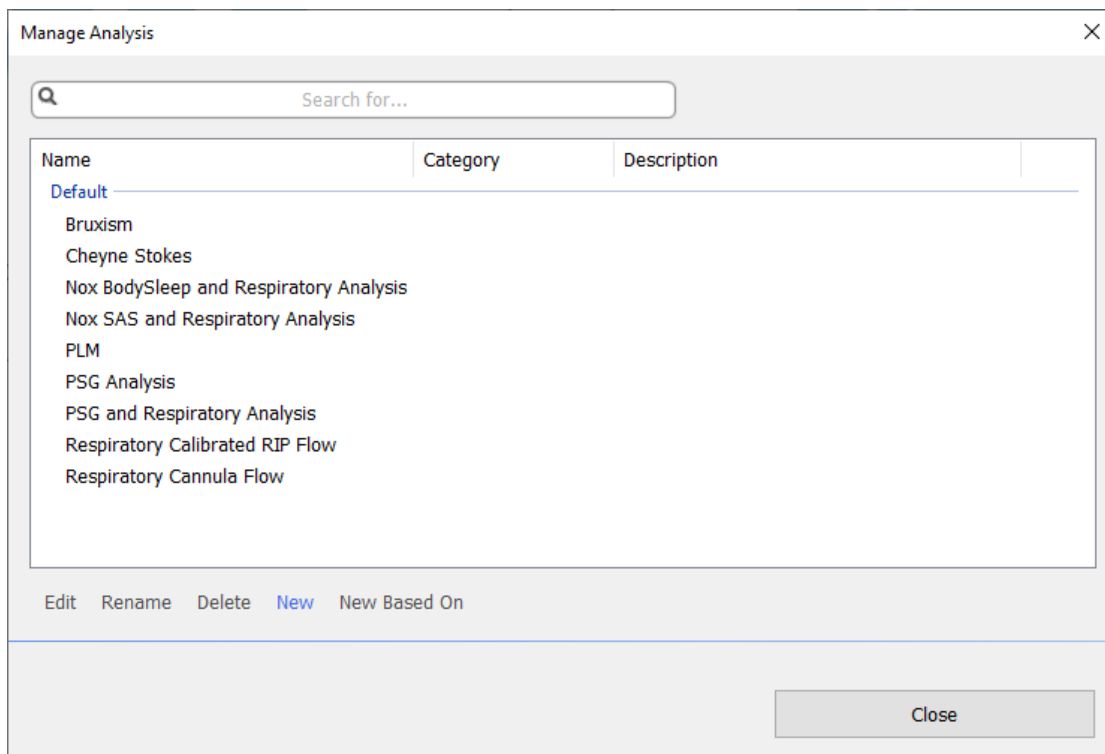 Manage Analysis
Search for...
Name Category Description
Default
Bruxism
Cheyne Stokes
Nox BodySleep and Respiratory Analysis
Nox SAS and Respiratory Analysis
PLM
PSG Analysis
PSG and Respiratory Analysis
Respiratory Calibrated RIP Flow
Respiratory Cannula Flow
Edit Rename Delete New New Based On
Close